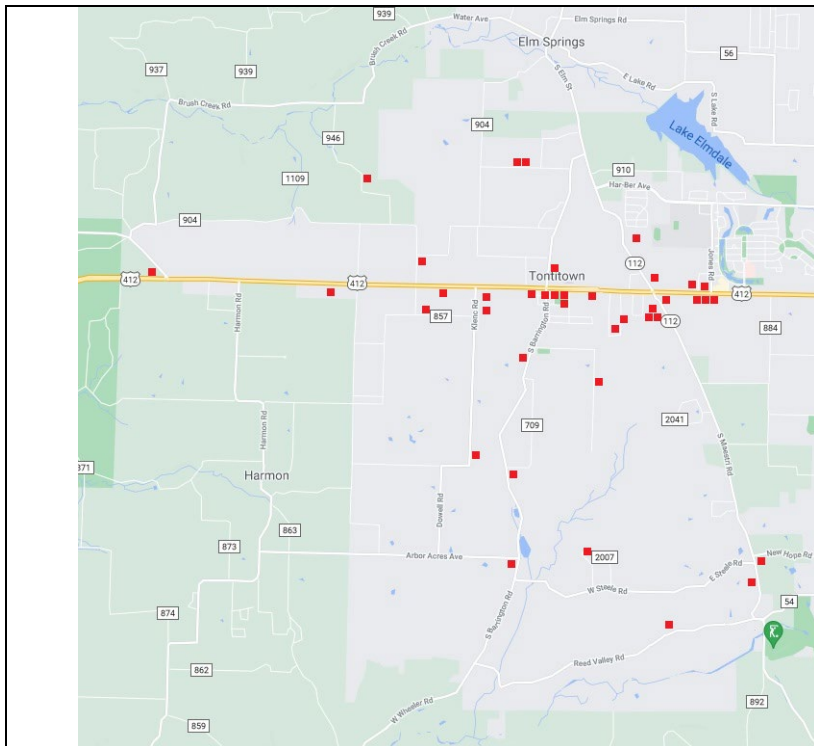 939
Water Ave
Elm Springs Rd
Elm Springs
56
937
939
Brush Creek Rd
E Lake Rd
S Elm St
S Lake Rd
Brush Creek Rd
904
946
Lake Elmdale
910
1109
Har-Ber Ave
904
112
Jones Rd
Tontitown
412
412
412
Harmon Rd
Klenc Rd
857
S Barrington Rd
112
884
Harmon Rd
709
2041
S Maestri Rd
871
Harmon
Dowell Rd
863
873
Arbor Acres Ave
2007
New Hope Rd
E Steele Rd
W Steele Rd
54
874
S Barrington Rd
862
Reed Valley Rd
W Wheeler Rd
892
859